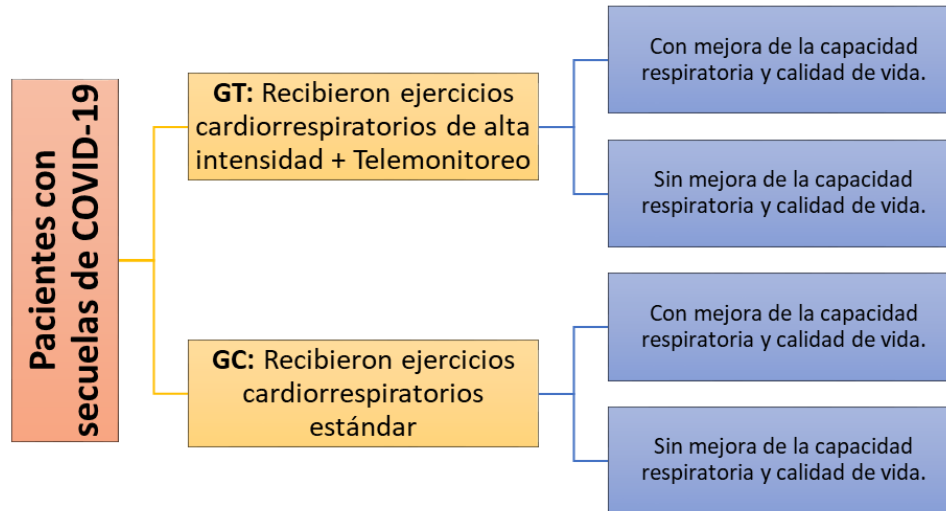 Pacientes con
secuelas de COVID-19
GT: Recibieron ejercicios
cardiorrespiratorios de alta
intensidad + Telemonitoreo
Con mejora de la capacidad
respiratoria y calidad de vida.
Sin mejora de la capacidad
respiratoria y calidad de vida.
GC: Recibieron ejercicios
cardiorrespiratorios
estándar
Con mejora de la capacidad
respiratoria y calidad de vida.
Sin mejora de la capacidad
respiratoria y calidad de vida.